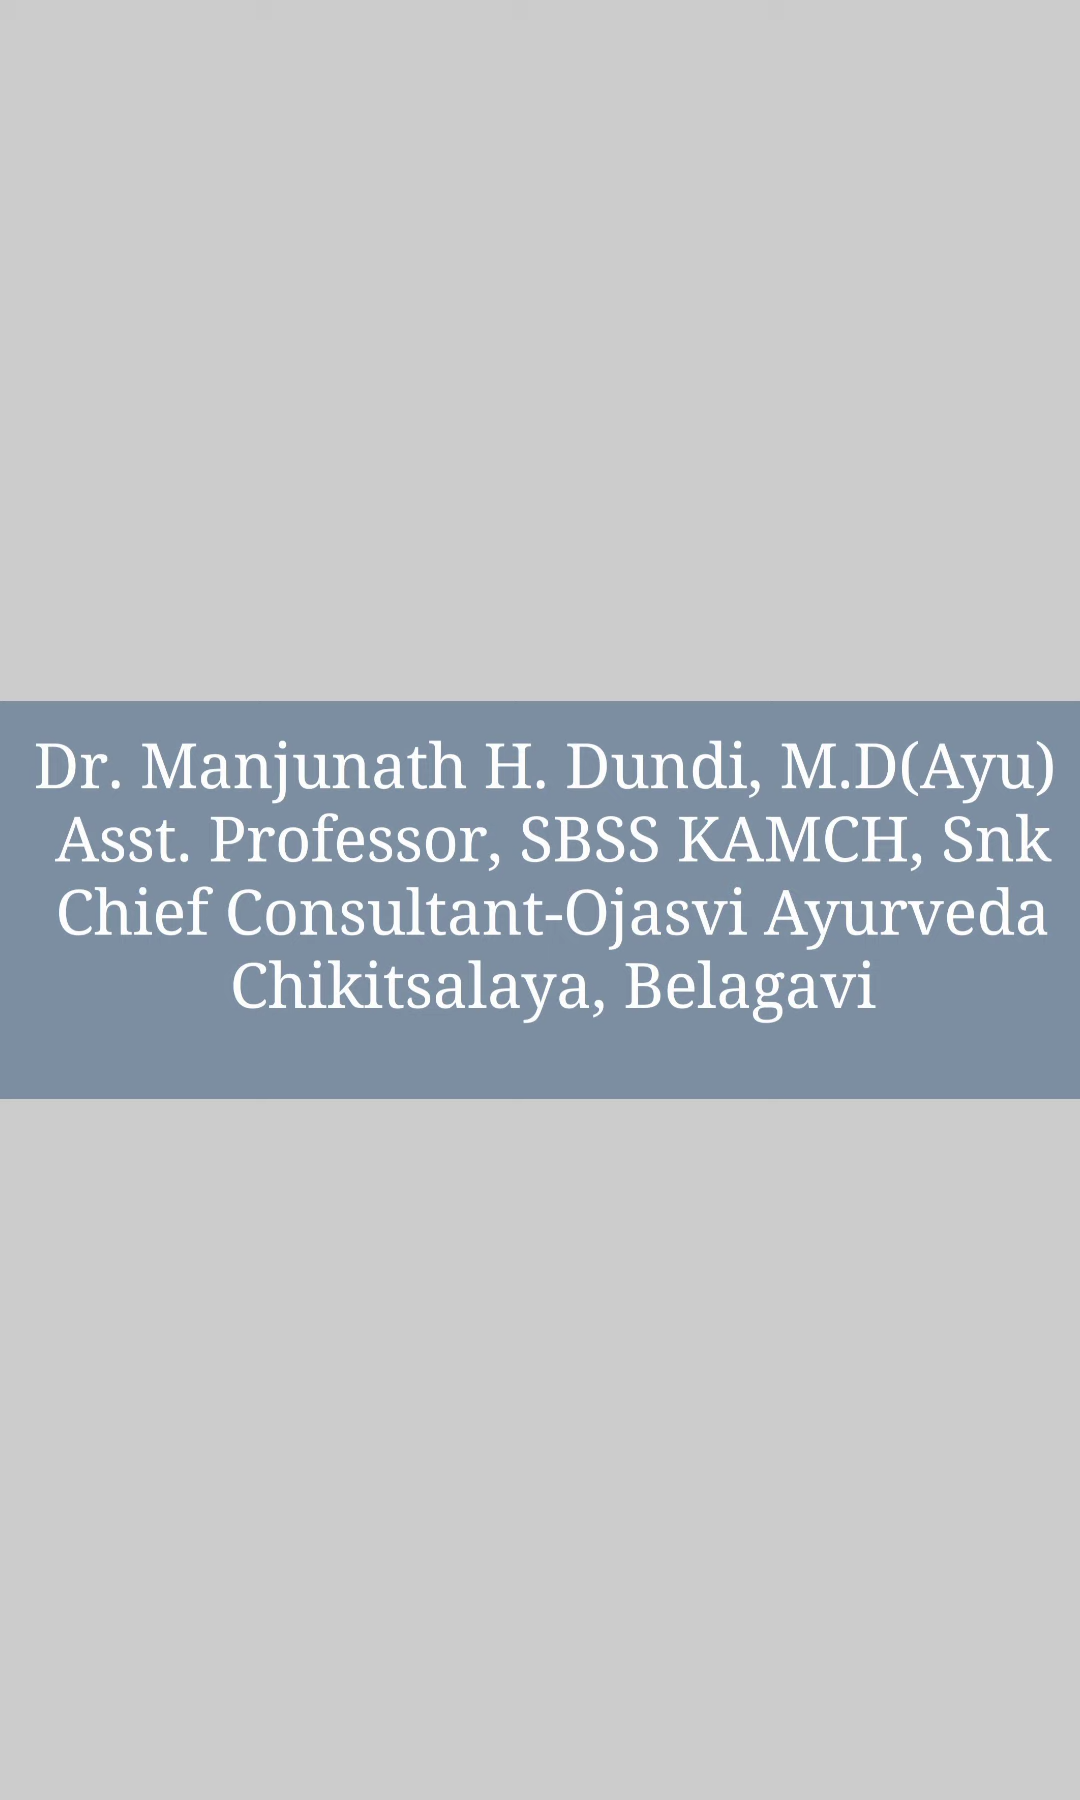 Dr. Manjunath H. Dundi, M.D(Ayu)
Asst. Professor, SBSS KAMCH, Snk
Chief Consultant-Ojasvi Ayurveda
Chikitsalaya, Belagavi